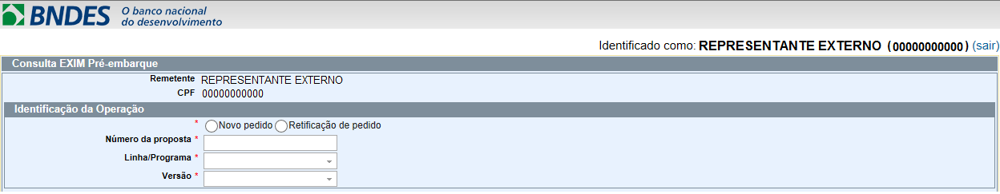 BNDES
O banco nacional
do desenvolvimento
Identificado como: REPRESENTANTE EXTERNO (00000000000) (sair)
Consulta EXIM Pré-embarque
Remetente REPRESENTANTE EXTERNO
CPF 00000000000
Identificação da Operação
* Novo pedido Retificação de pedido
Número da proposta *
Linha/Programa *
Versão *